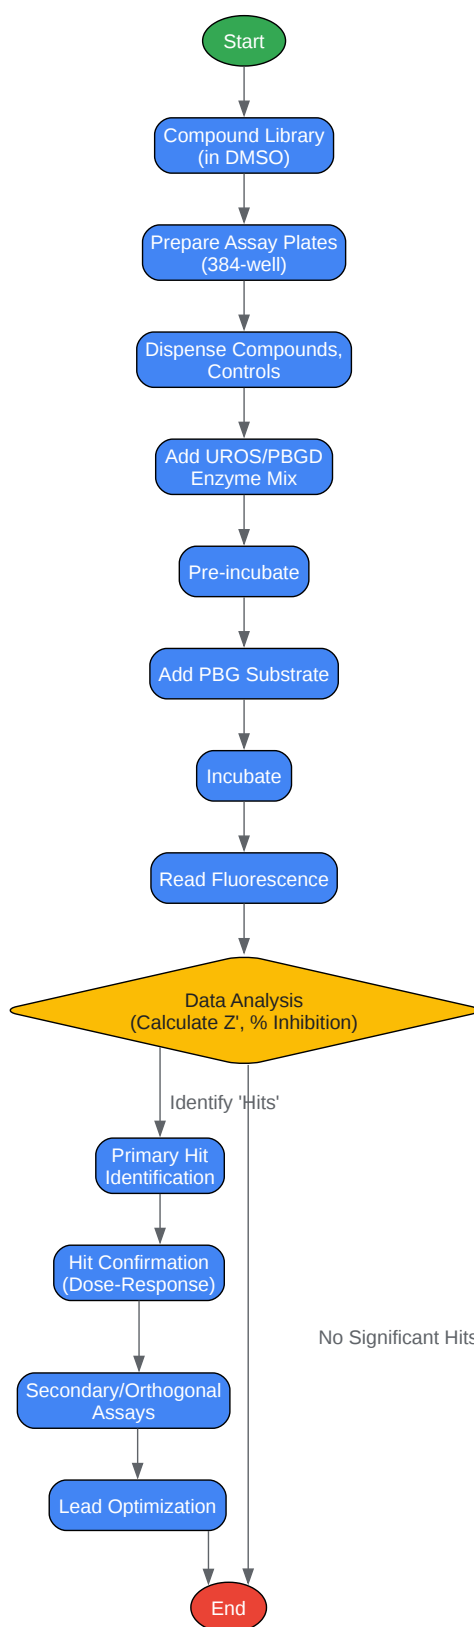 Start
Compound Library
(in DMSO)
Prepare Assay Plates
(384-well)
Dispense Compounds,
Controls
Add UROS/PBGD
Enzyme Mix
Pre-incubate
Add PBG Substrate
Incubate
Read Fluorescence
Data Analysis
(Calculate Z', % Inhibition)
Identify 'Hits'
Primary Hit
Identification
Hit Confirmation
(Dose-Response)
No Significant Hits
Secondary/Orthogonal
Assays
Lead Optimization
End